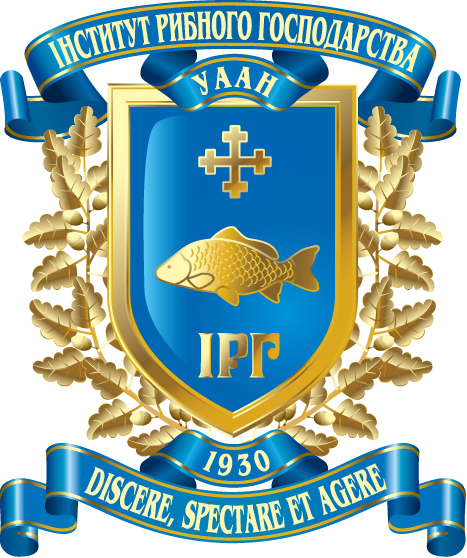 ІНСТИТУТ РИБНОГО ГОСПОДАРСТВА
УААН
ІРГ
1930
DISCERE, SPECTARE ET AGERE